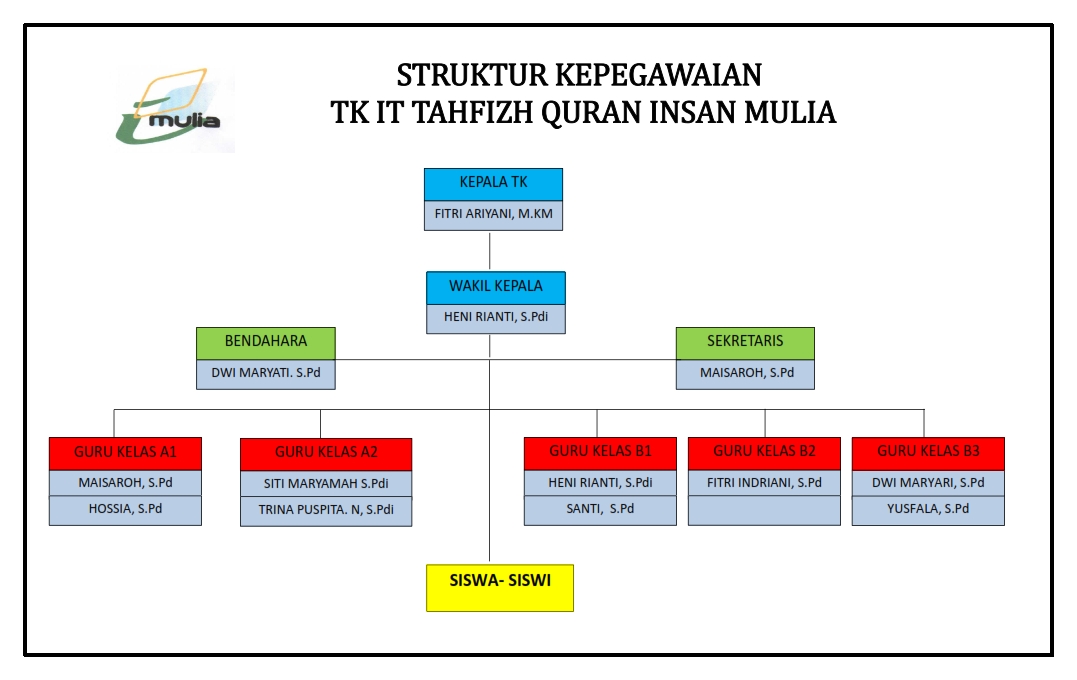 STRUKTUR KEPEGAWAIAN
TK IT TAHFIZH QURAN INSAN MULIA
mulia
KEPALA TK
FITRI ARIYANI, M.KM
WAKIL KEPALA
HENI RIANTI, S.Pdi
BENDAHARA
DWI MARYATI. S.Pd
SEKRETARIS
MAISAROH, S.Pd
GURU KELAS A1
MAISAROH, S.Pd
HOSSIA, S.Pd
GURU KELAS A2
SITI MARYAMAH S.Pdi
TRINA PUSPITA. N, S.Pdi
GURU KELAS B1
HENI RIANTI, S.Pdi
SANTI, S.Pd
GURU KELAS B2
FITRI INDRIANI, S.Pd
GURU KELAS B3
DWI MARYARI, S.Pd
YUSFALA, S.Pd
SISWA- SISWI